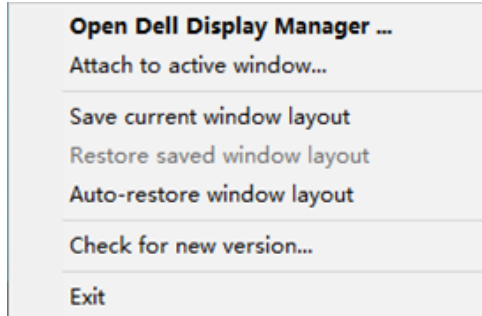 Open Dell Display Manager ...
Attach to active window...
Save current window layout
Restore saved window layout
Auto-restore window layout
Check for new version...
Exit